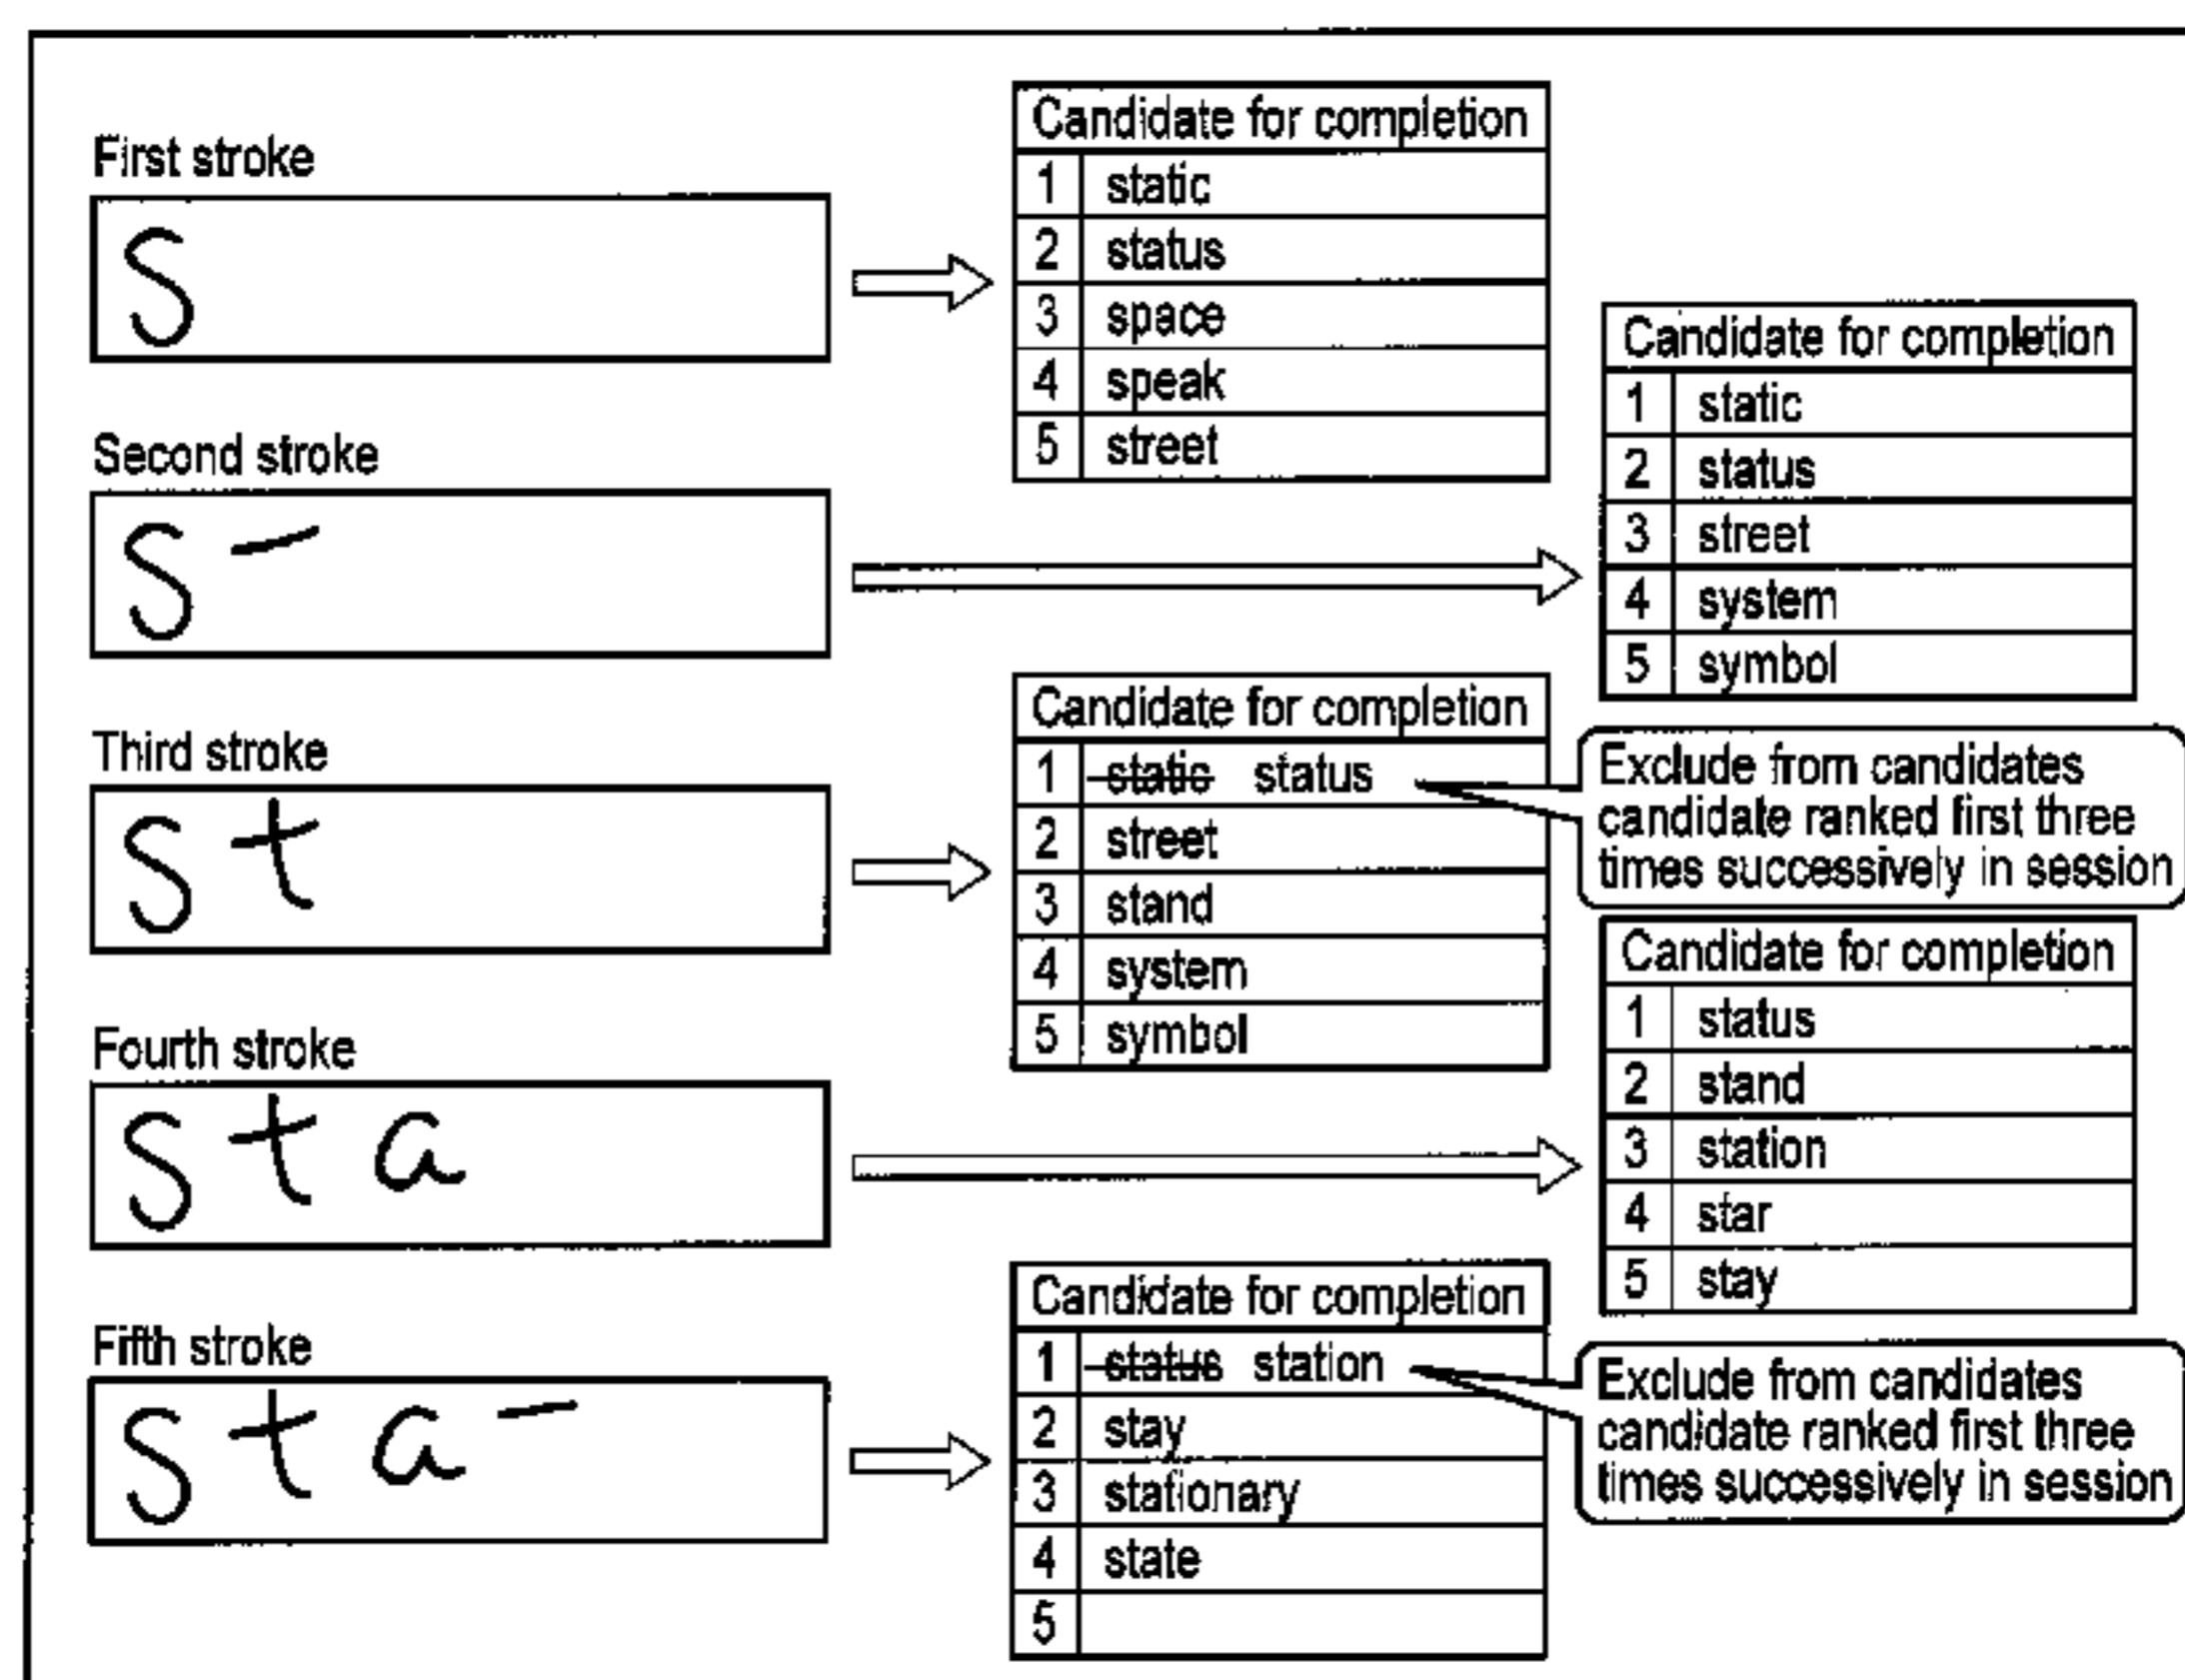 First stroke
S
Candidate for completion
1 static
2 status
3 space
4 speak
5 street
Second stroke
S -
Candidate for completion
1 static
2 status
3 street
4 system
5 symbol
Third stroke
S t
Candidate for completion
1 static status
2 street
3 stand
4 system
5 symbol
Exclude from candidates
candidate ranked first three
times successively in session
Fourth stroke
S t a
Candidate for completion
1 status
2 stand
3 station
4 star
5 stay
Fifth stroke
S t a -
Candidate for completion
1 status station
2 stay
3 stationary
4 state
5
Exclude from candidates
candidate ranked first three
times successively in session